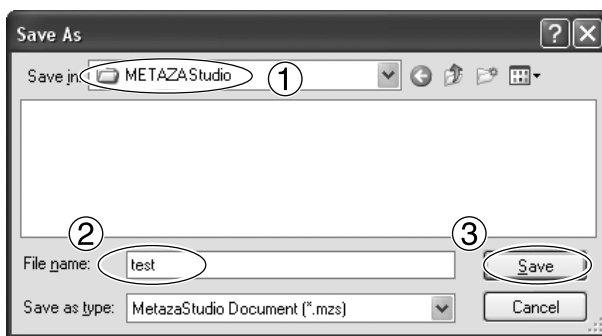 Save As
Save in: METAZAStudio 1
2 3
File name: test Save
Save as type: MetazaStudio Document (*.mzs) Cancel